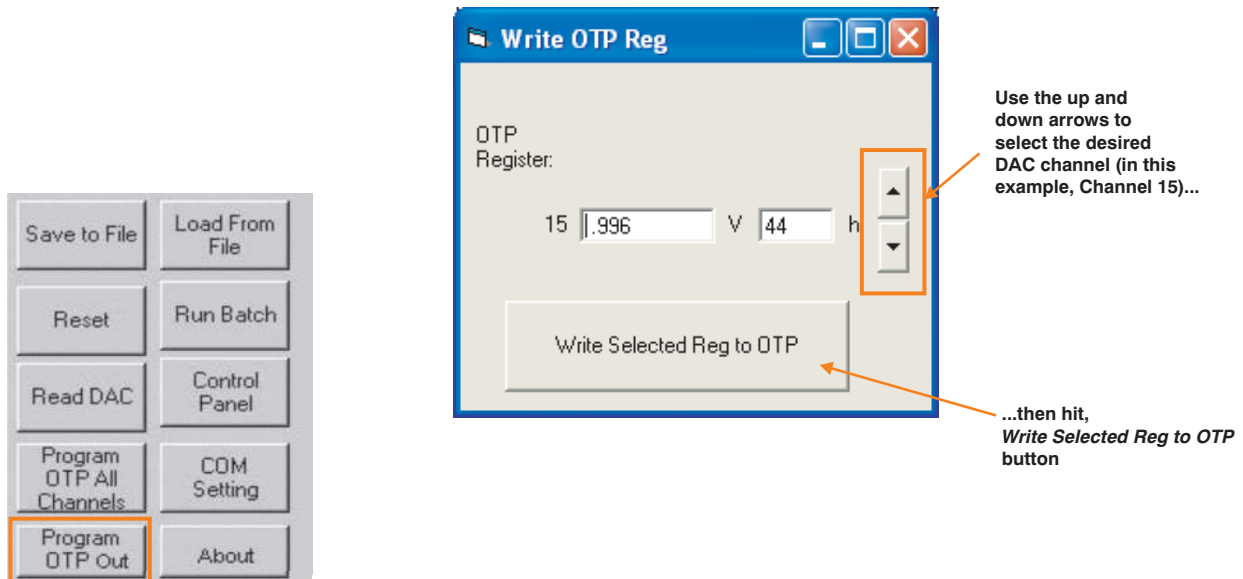 Save to File
Load From
File
Reset
Run Batch
Read DAC
Control
Panel
Program
OTP All
Channels
COM
Setting
Program
OTP Out
About
Write OTP Reg
OTP
Register:
15 .996 V 44 h
Write Selected Reg to OTP
Use the up and
down arrows to
select the desired
DAC channel (in this
example, Channel 15)...
...then hit,
Write Selected Reg to OTP
button